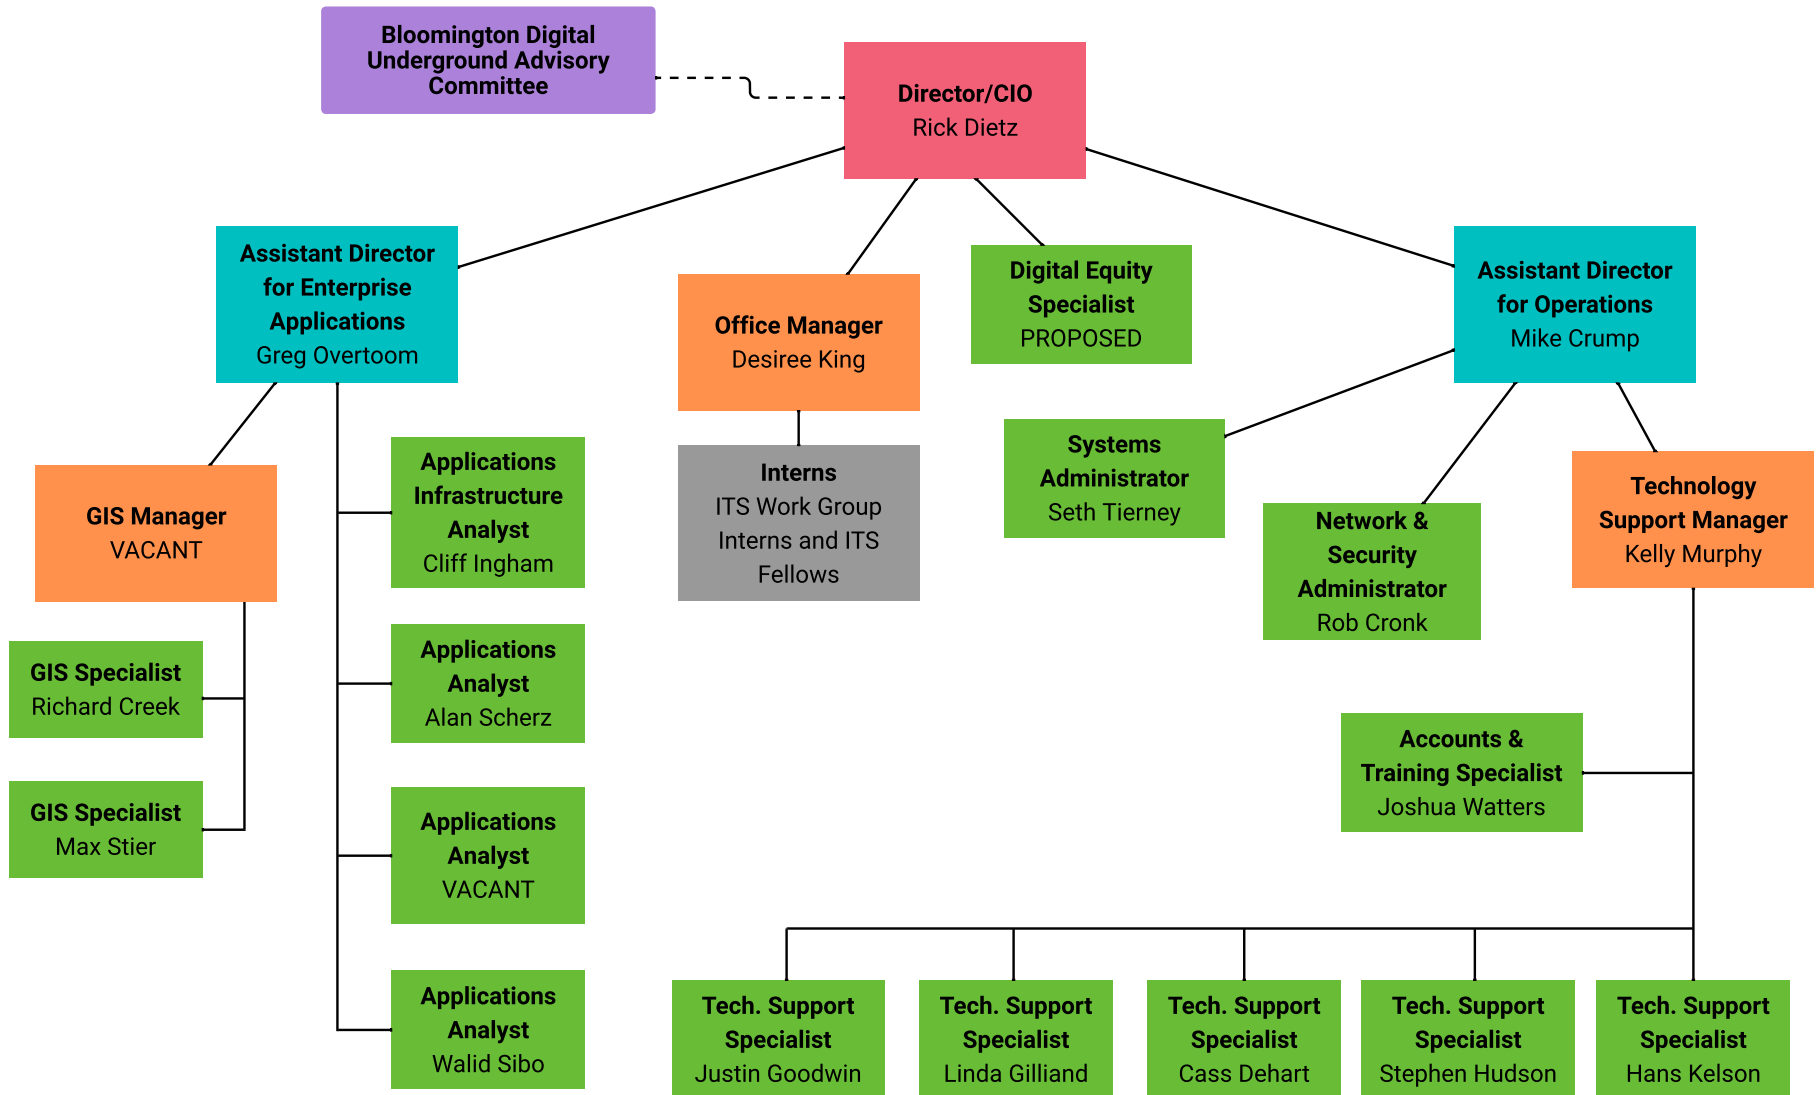 Bloomington Digital
Underground Advisory
Committee
Director/CIO
Rick Dietz
Assistant Director
for Enterprise
Applications
Greg Overtoom
Office Manager
Desiree King
Digital Equity
Specialist
PROPOSED
Assistant Director
for Operations
Mike Crump
GIS Manager
VACANT
Applications
Infrastructure
Analyst
Cliff Ingham
Interns
ITS Work Group
Interns and ITS
Fellows
Systems
Administrator
Seth Tierney
Network &
Security
Administrator
Rob Cronk
Technology
Support Manager
Kelly Murphy
GIS Specialist
Richard Creek
Applications
Analyst
Alan Scherz
GIS Specialist
Max Stier
Applications
Analyst
VACANT
Accounts &
Training Specialist
Joshua Watters
Applications
Analyst
Walid Sibo
Tech. Support
Specialist
Justin Goodwin
Tech. Support
Specialist
Linda Gilliand
Tech. Support
Specialist
Cass Dehart
Tech. Support
Specialist
Stephen Hudson
Tech. Support
Specialist
Hans Kelson